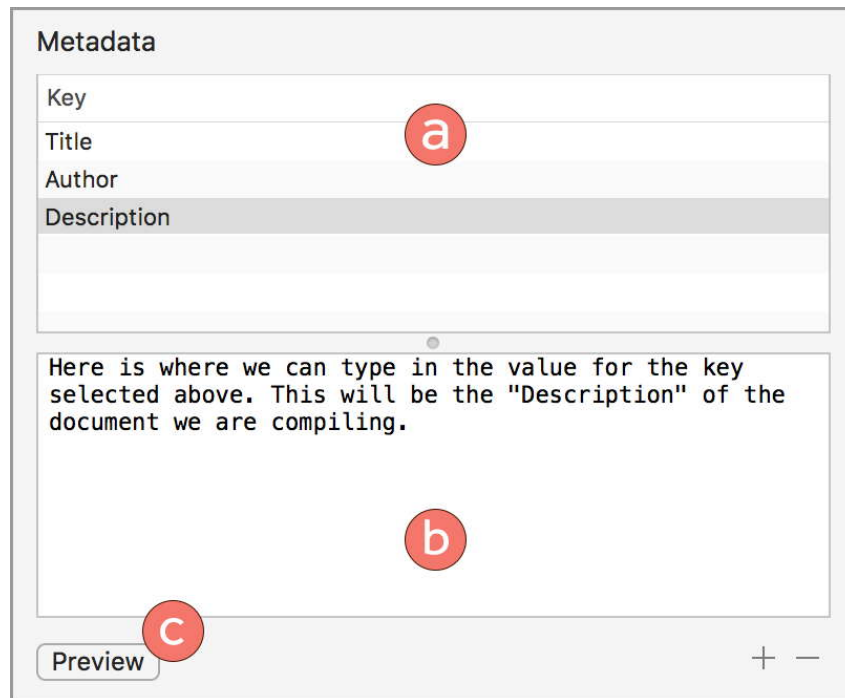 Metadata
Key
a
Title
Author
Description
Here is where we can type in the value for the key
selected above. This will be the "Description" of the
document we are compiling.
b
c
Preview
+ −